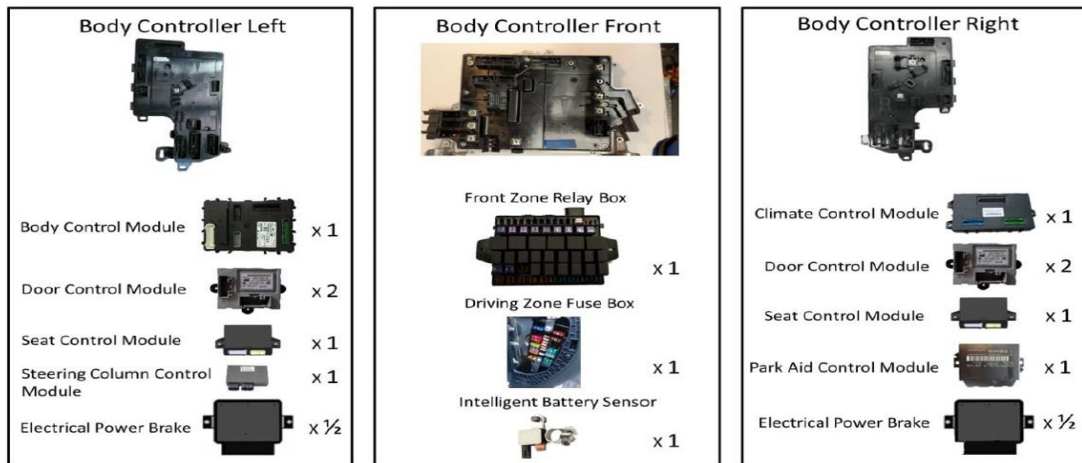 Body Controller Left
Body Control Module
x 1
Door Control Module
x 2
Seat Control Module
x 1
Steering Column Control
Module
x 1
Electrical Power Brake
x ½
Body Controller Front
Front Zone Relay Box
x 1
Driving Zone Fuse Box
x 1
Intelligent Battery Sensor
x 1
Body Controller Right
Climate Control Module
x 1
Door Control Module
x 2
Seat Control Module
x 1
Park Aid Control Module
x 1
Electrical Power Brake
x ½